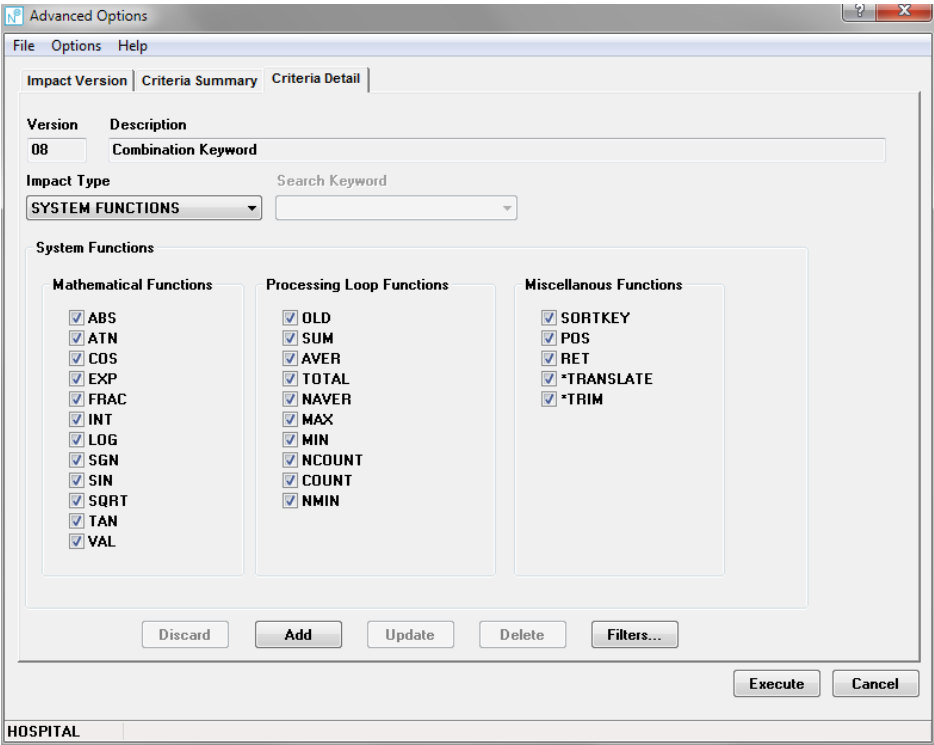 Advanced Options
File Options Help
Impact Version Criteria Summary Criteria Detail
Version Description
08 Combination Keyword
Impact Type Search Keyword
SYSTEM FUNCTIONS
System Functions
Mathematical Functions
ABS
ATN
COS
EXP
FRAC
INT
LOG
SGN
SIN
SQRT
TAN
VAL
Processing Loop Functions
OLD
SUM
AVER
TOTAL
NAVER
MAX
MIN
NCOUNT
COUNT
NMIN
Miscellanous Functions
SORTKEY
POS
RET
*TRANSLATE
*TRIM
Discard Add Update Delete Filters...
Execute Cancel
HOSPITAL